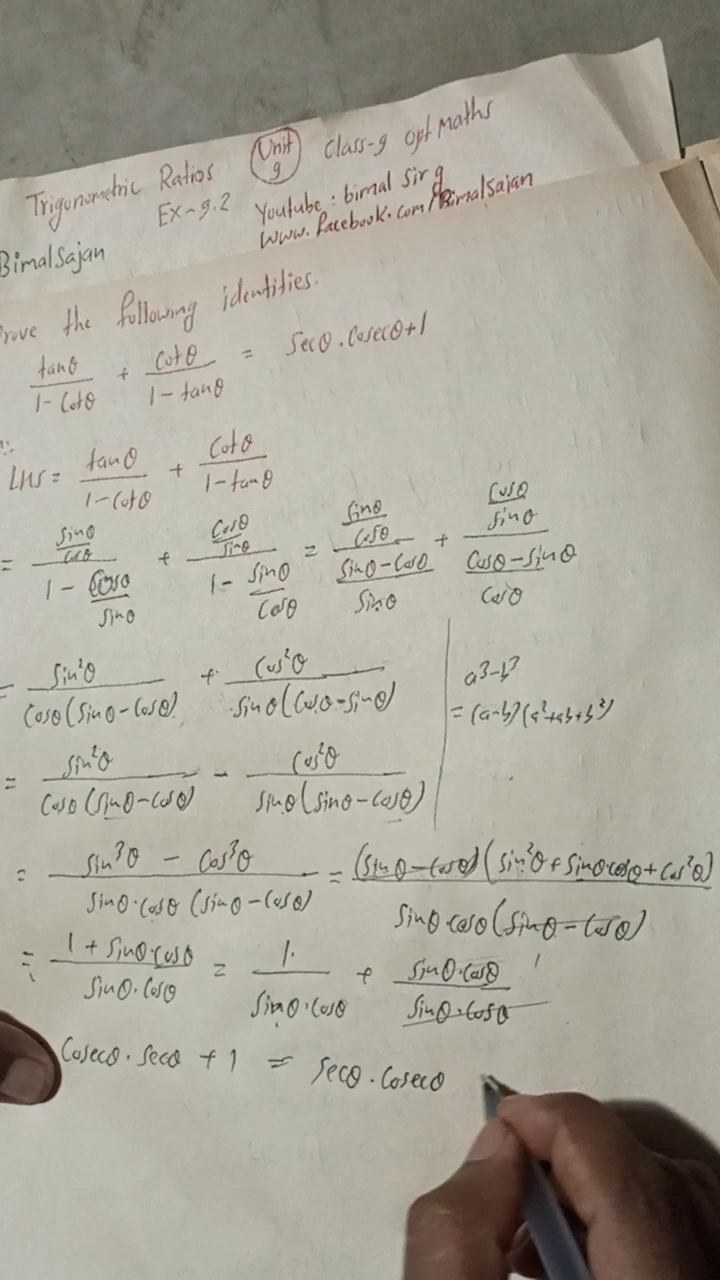 Trigonometric Ratios Unit 9 Class-9 Opt Maths
Ex-9.2 Youtube: bimal Sir g
BimalSajan www.facebook.com/BimalSajan
rove the following identities.
tanθ/(1-Cotθ) + Cotθ/(1-tanθ) = Secθ.Cosecθ+1
LHS = tanθ/(1-cotθ) + Cotθ/(1-tanθ)
= (Sinθ/Cosθ)/(1-Cosθ/Sinθ) + (Cosθ/Sinθ)/(1-Sinθ/Cosθ) = (Sinθ/Cosθ)/((Sinθ-Cosθ)/Sinθ) + (Cosθ/Sinθ)/((Cosθ-Sinθ)/Cosθ)
= Sin²θ/(Cosθ(Sinθ-Cosθ)) + Cos²θ/(Sinθ(Cosθ-Sinθ))
a³-b³
= (a-b)(a²+ab+b²)
= Sin²θ/(Cosθ(Sinθ-Cosθ)) - Cos²θ/(Sinθ(Sinθ-Cosθ))
= (Sin³θ - Cos³θ)/(Sinθ.Cosθ(Sinθ-Cosθ)) = (Sinθ-Cosθ)(Sin²θ+Sinθcosθ+Cos²θ)/(Sinθ.Cosθ(Sinθ-Cosθ))
= (1+Sinθ.Cosθ)/(Sinθ.Cosθ) = 1/(Sinθ.Cosθ) + (Sinθ.Cosθ)/(Sinθ.Cosθ) 1
Cosecθ.Secθ + 1 = Secθ.Cosecθ